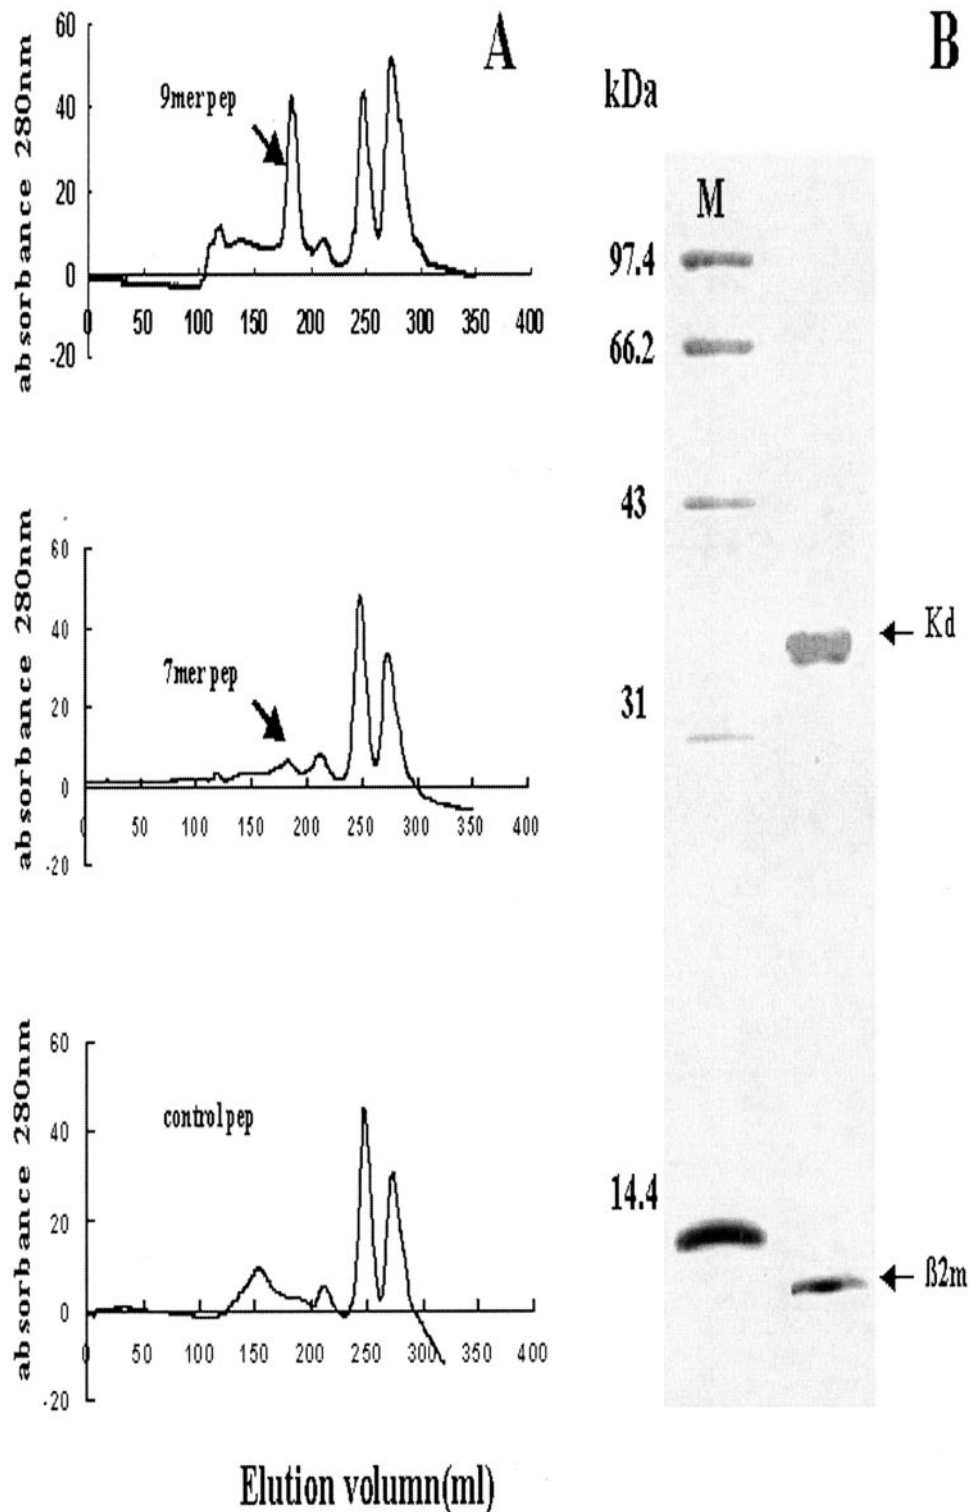 A
absorbance 280nm
60
40
20
0
-20
9mer pep
0 50 100 150 200 250 300 350 400
absorbance 280nm
60
40
20
0
-20
7mer pep
0 50 100 150 200 250 300 350 400
absorbance 280nm
60
40
20
0
-20
control pep
0 50 100 150 200 250 300 350 400
Elution volumn(ml)
B
kDa
M
97.4
66.2
43
31
14.4
Kd
ß2m